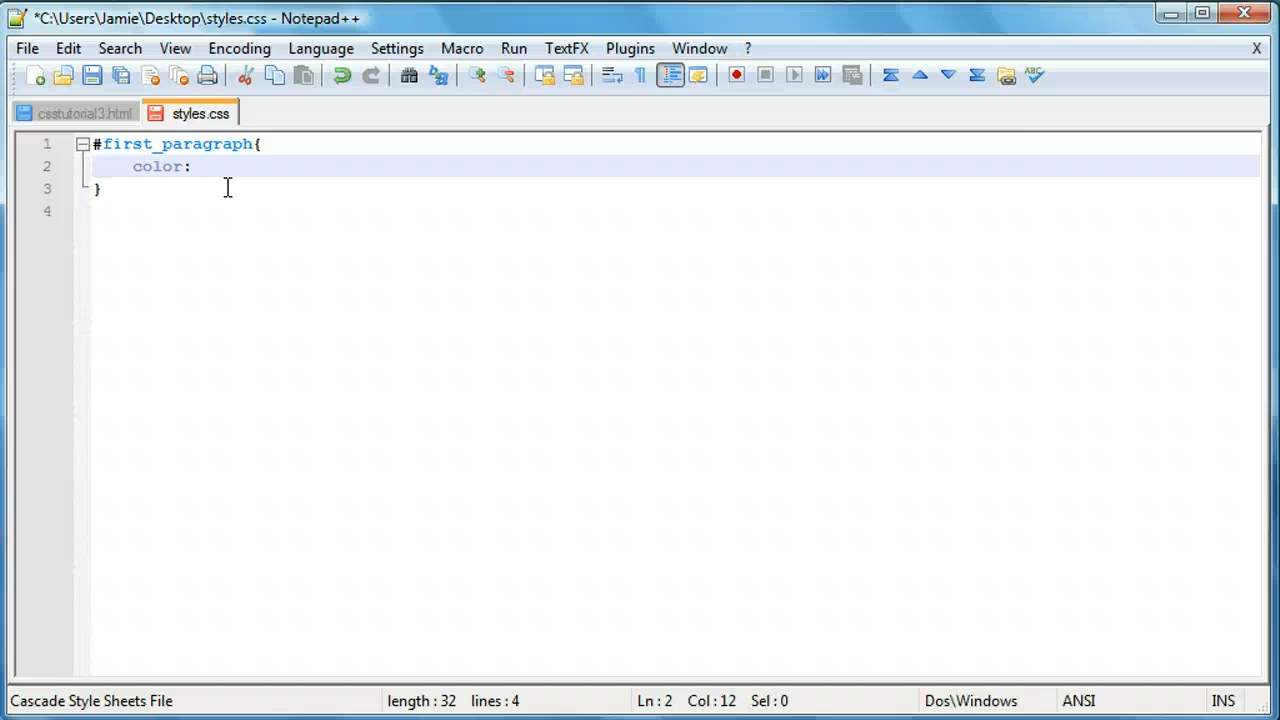 *C:\Users\Jamie\Desktop\styles.css - Notepad++
File Edit Search View Encoding Language Settings Macro Run TextFX Plugins Window ? X
csstutorial3.html styles.css
1 #first_paragraph{
2 color:
3 }
4
Cascade Style Sheets File length : 32 lines : 4 Ln : 2 Col : 12 Sel : 0 Dos\Windows ANSI INS